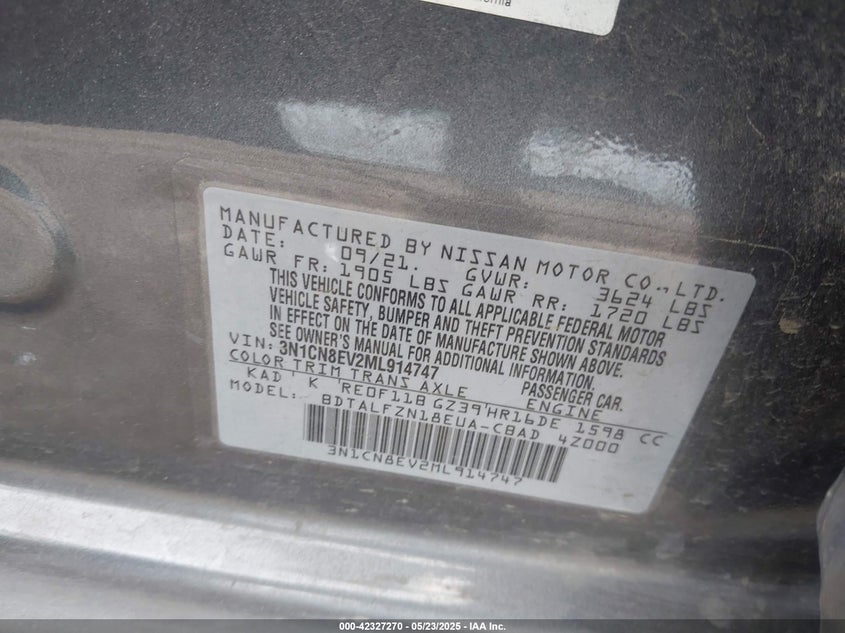 MANUFACTURED BY NISSAN MOTOR CO.,LTD.
DATE: 09/21. GVWR: 3624 LBS
GAWR FR: 1905 LBS GAWR RR: 1720 LBS
THIS VEHICLE CONFORMS TO ALL APPLICABLE FEDERAL MOTOR
VEHICLE SAFETY, BUMPER AND THEFT PREVENTION STANDARDS
IN EFFECT ON THE DATE OF MANUFACTURE SHOWN ABOVE.
SEE OWNER'S MANUAL FOR ADDITIONAL INFORMATION.
VIN: 3N1CN8EV2ML914747 PASSENGER CAR.
COLOR TRIM TRANS AXLE ENGINE
KAD K RE0F11B GZ39 HR16DE 1598 CC
MODEL: BDTALFZN18EUA-CBAD 4Z000
3N1CN8EV2ML914747
000-42327270 — 05/23/2025 — IAA Inc.